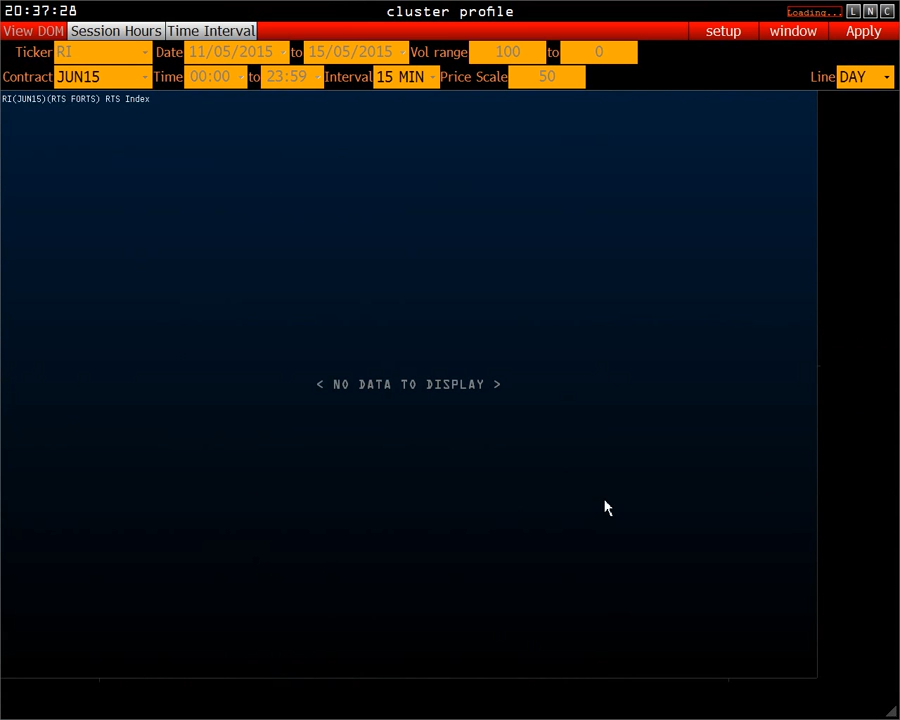 20:37:28 cluster profile Loading... L N C
View DOM Session Hours Time Interval setup window Apply
Ticker RI Date 11/05/2015 to 15/05/2015 Vol range 100 to 0
Contract JUN15 Time 00:00 to 23:59 Interval 15 MIN Price Scale 50 Line DAY
RI(JUN15)(RTS FORTS) RTS Index
< NO DATA TO DISPLAY >